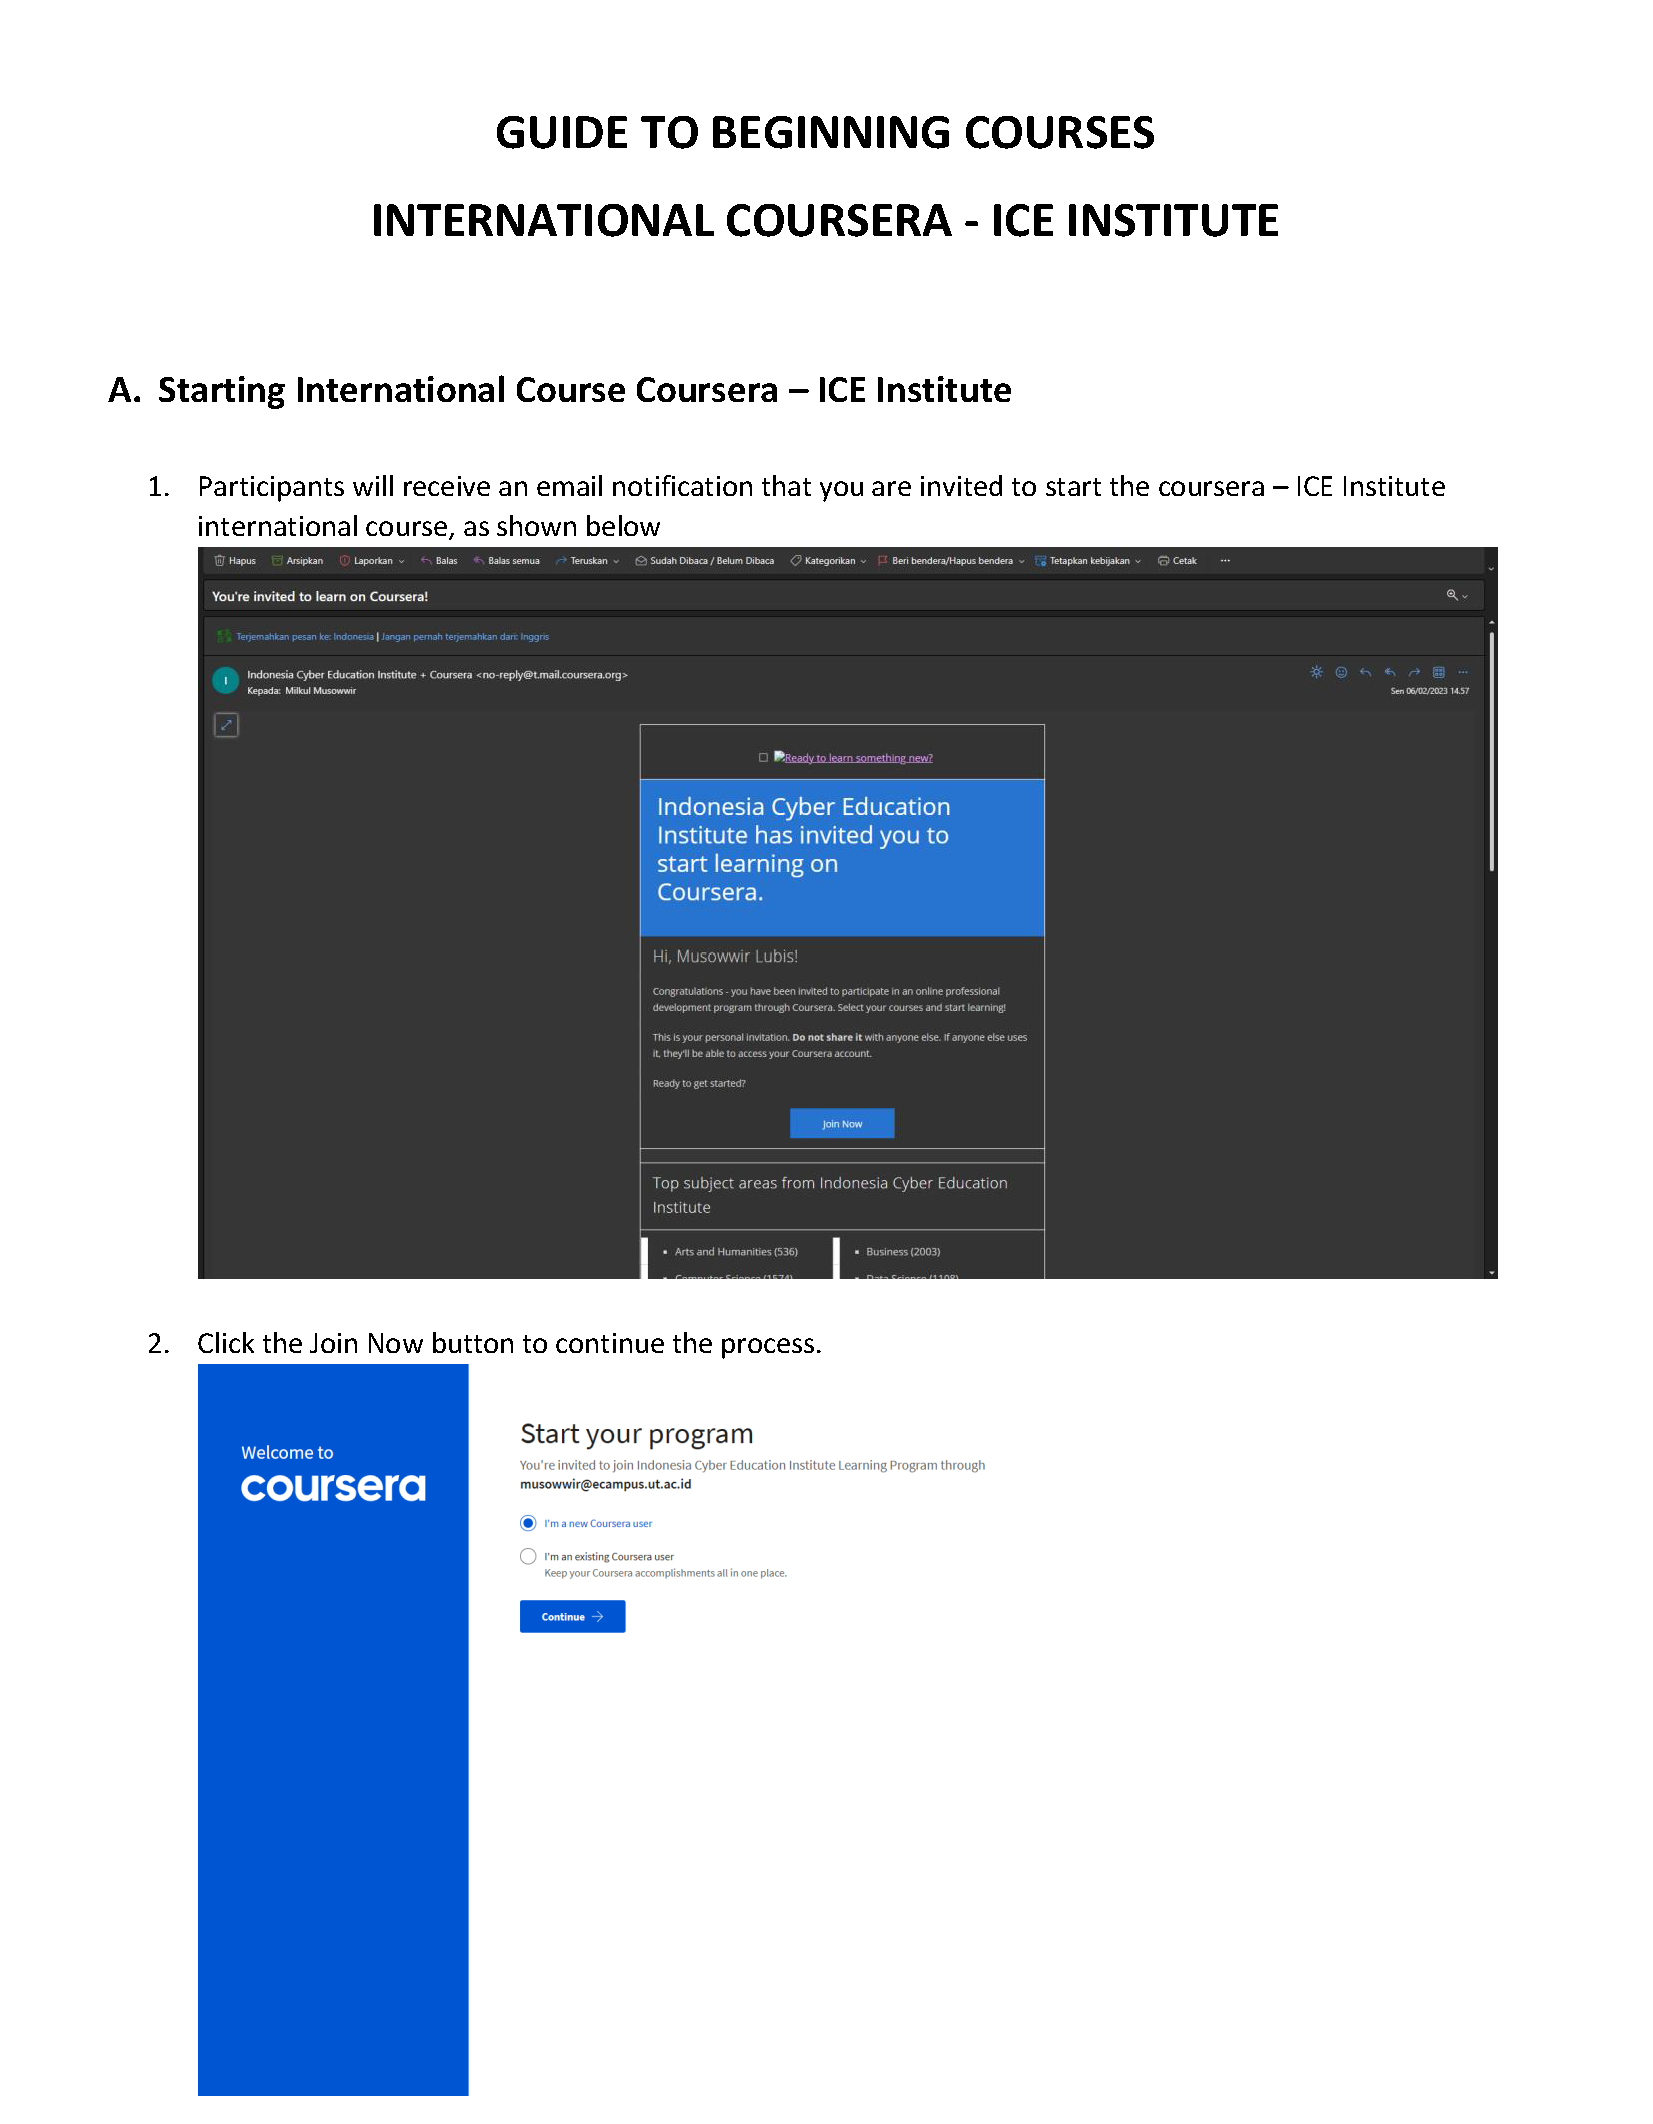 GUIDE TO BEGINNING COURSES
INTERNATIONAL COURSERA - ICE INSTITUTE
A. Starting International Course Coursera – ICE Institute
1. Participants will receive an email notification that you are invited to start the coursera – ICE Institute
international course, as shown below
Hapus Arsipkan Laporkan Balas Balas semua Teruskan Sudah Dibaca / Belum Dibaca Kategorikan Beri bendera/Hapus bendera Tetapkan kebijakan Cetak ...
You're invited to learn on Coursera!
Terjemahkan pesan ke: Indonesia | Jangan pernah terjemahkan dari: Inggris
I
Indonesia Cyber Education Institute + Coursera <no-reply@t.mail.coursera.org>
Kepada: Milkul Musowwir
Sen 06/02/2023 14.57
Ready to learn something new?
Indonesia Cyber Education
Institute has invited you to
start learning on
Coursera.
Hi, Musowwir Lubis!
Congratulations - you have been invited to participate in an online professional
development program through Coursera. Select your courses and start learning!
This is your personal invitation. Do not share it with anyone else. If anyone else uses
it, they'll be able to access your Coursera account.
Ready to get started?
Join Now
Top subject areas from Indonesia Cyber Education
Institute
▪ Arts and Humanities (536)
▪ Business (2003)
▪ Computer Science (1574)
▪ Data Science (1108)
2. Click the Join Now button to continue the process.
Welcome to
coursera
Start your program
You're invited to join Indonesia Cyber Education Institute Learning Program through
musowwir@ecampus.ut.ac.id
I'm a new Coursera user
I'm an existing Coursera user
Keep your Coursera accomplishments all in one place.
Continue →